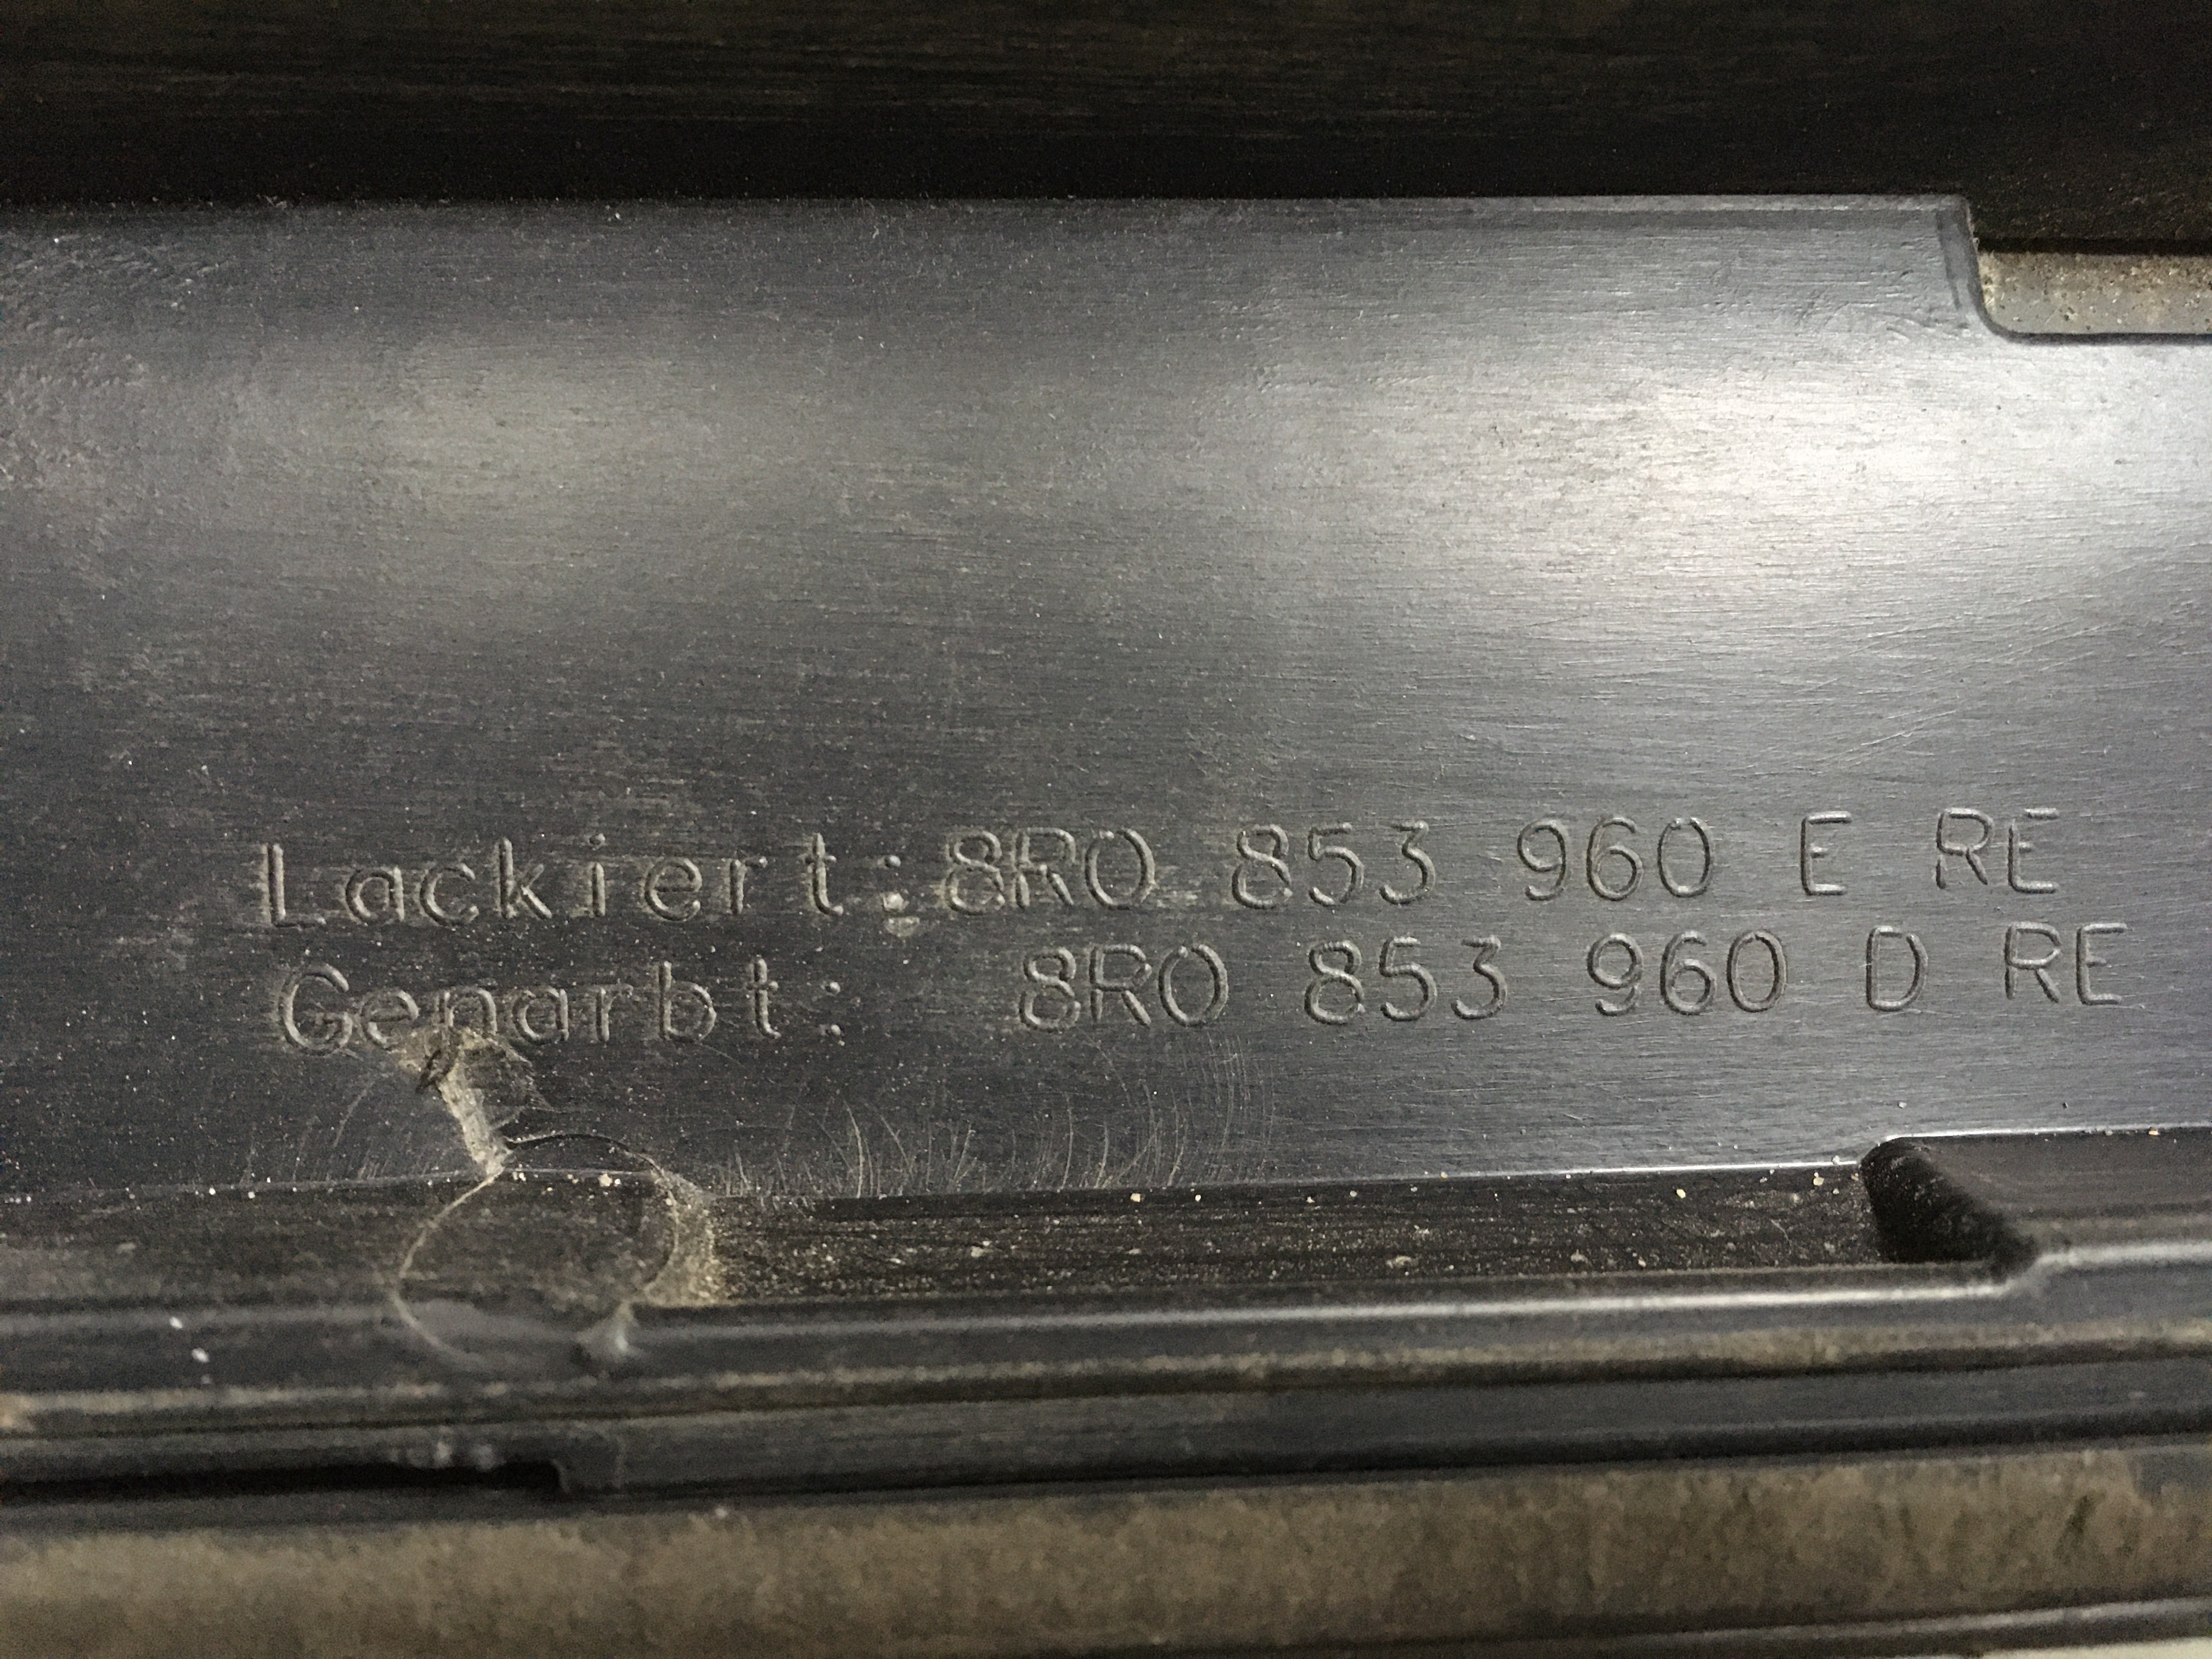 Lackiert:8R0 853 960 E RE
Genarbt: 8R0 853 960 D RE